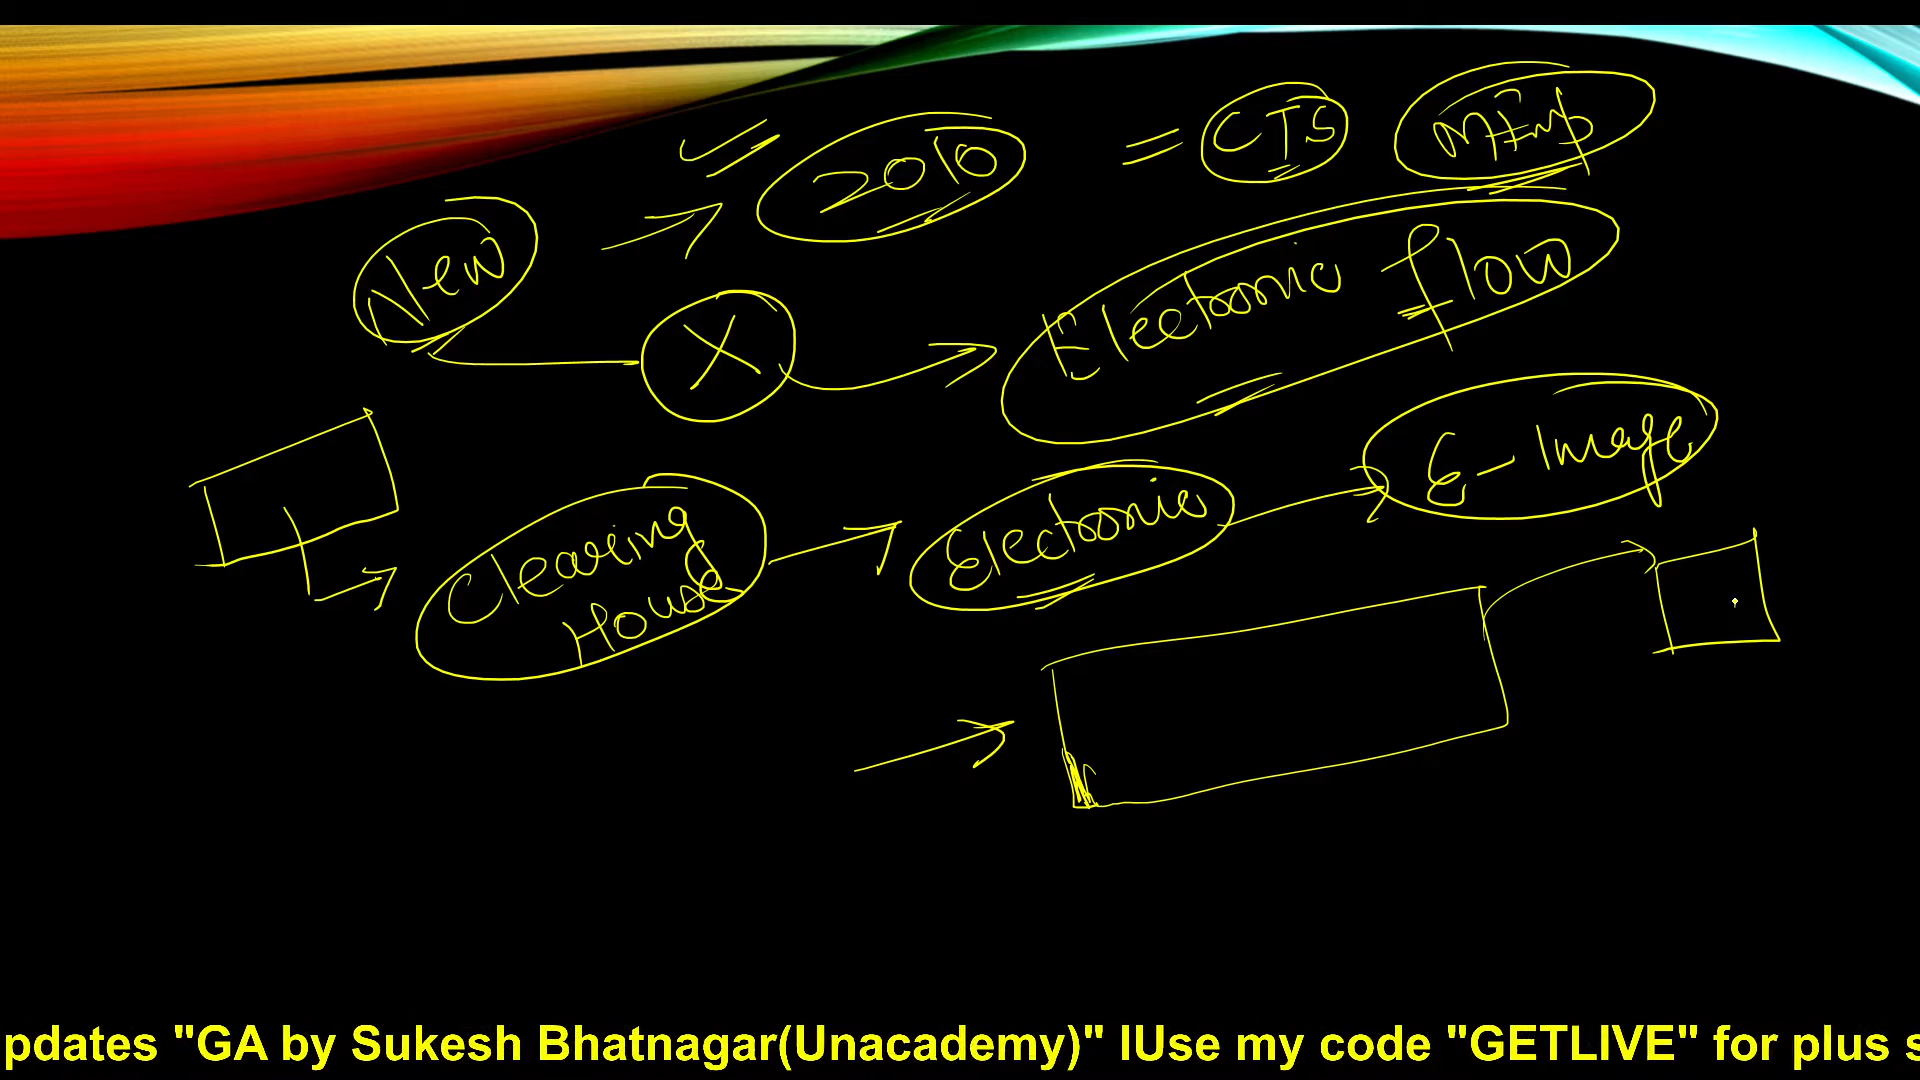 2010 = CTS M.Imp
New
X Electronic flow
E-Image
Clearing House
Electronic
pdates "GA by Sukesh Bhatnagar(Unacademy)" IUse my code "GETLIVE" for plus s